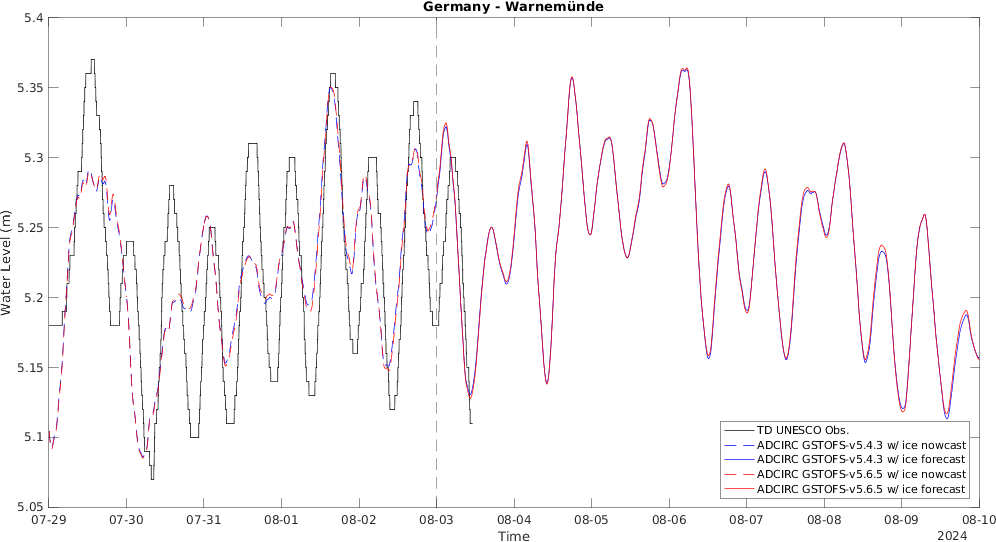 Germany - Warnemünde
5.4
5.35
5.3
5.25
5.2
5.15
5.1
5.05
Water Level (m)
TD UNESCO Obs.
ADCIRC GSTOFS-v5.4.3 w/ ice nowcast
ADCIRC GSTOFS-v5.4.3 w/ ice forecast
ADCIRC GSTOFS-v5.6.5 w/ ice nowcast
ADCIRC GSTOFS-v5.6.5 w/ ice forecast
07-29 07-30 07-31 08-01 08-02 08-03 08-04 08-05 08-06 08-07 08-08 08-09 08-10
Time
2024